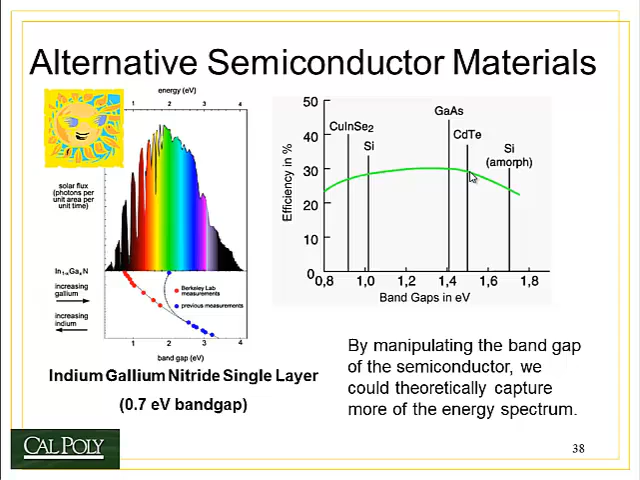 Alternative Semiconductor Materials
energy (eV)
1 2 3 4
solar flux
(photons per
unit area per
unit time)
In₁₋ₓGaₓN
increasing
gallium
increasing
indium
Berkeley Lab
measurements
previous measurements
1 2 3 4
band gap (eV)
Indium Gallium Nitride Single Layer
(0.7 eV bandgap)
Efficiency in %
50
40
30
20
10
0
CuInSe₂
Si
GaAs
CdTe
Si
(amorph)
0,8 1,0 1,2 1,4 1,6 1,8
Band Gaps in eV
By manipulating the band gap
of the semiconductor, we
could theoretically capture
more of the energy spectrum.
CAL POLY
38